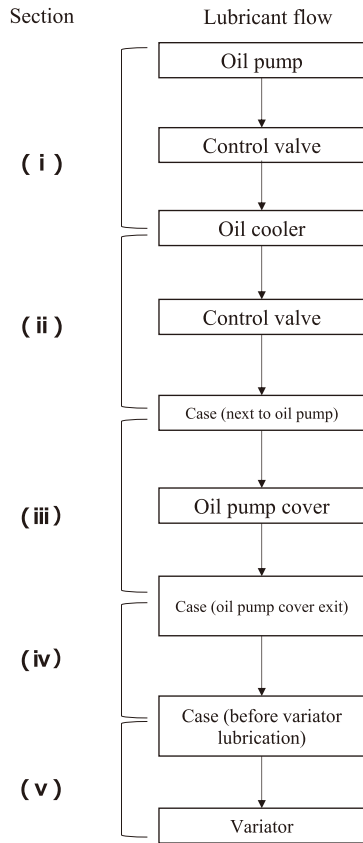 Section
Lubricant flow
Oil pump
Control valve
( i )
Oil cooler
Control valve
( ii )
Case (next to oil pump)
Oil pump cover
( iii )
Case (oil pump cover exit)
( iv )
Case (before variator
lubrication)
( v )
Variator